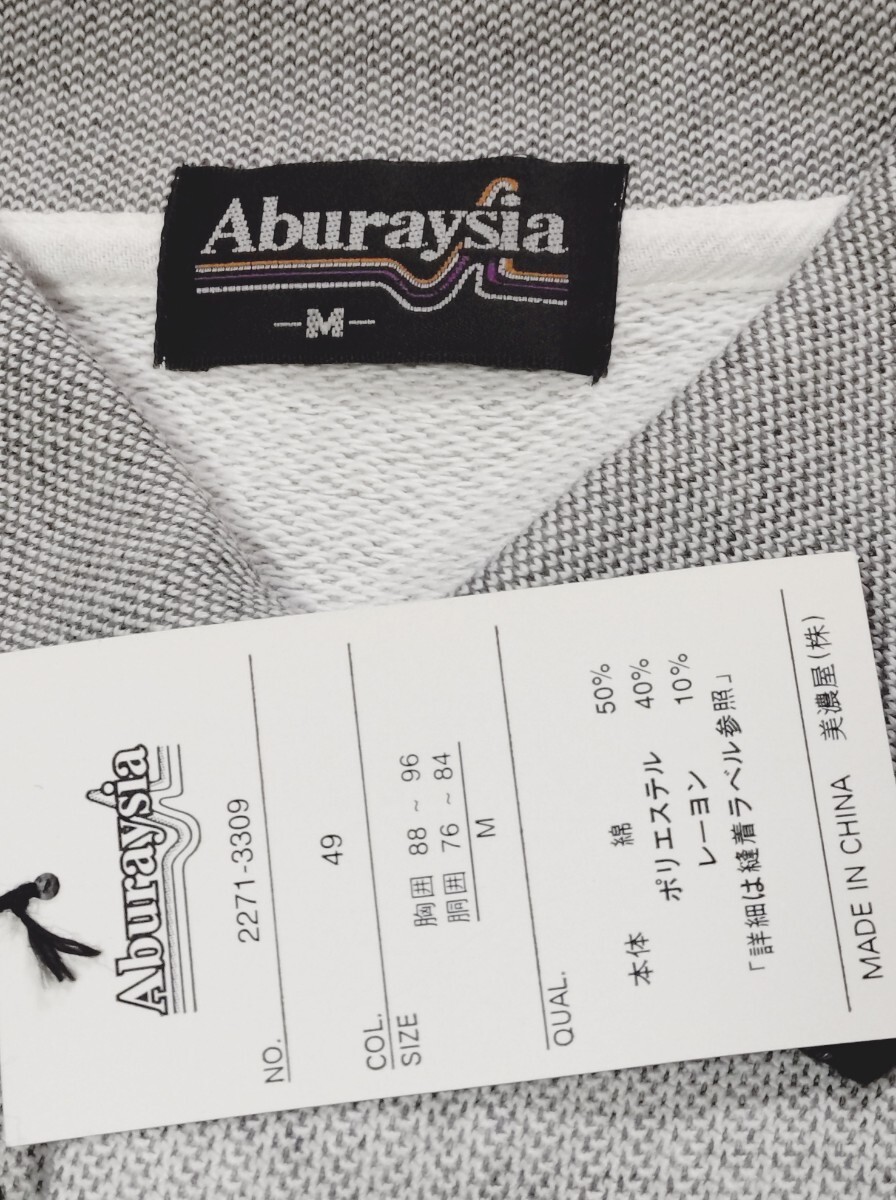 Aburaysia
-M-
Aburaysia
NO. 2271-3309
COL. 49
SIZE 胸囲 88 ~ 96
胴囲 76 ~ 84
M
QUAL.
本体 綿 50%
ポリエステル 40%
レーヨン 10%
「詳細は縫着ラベル参照」
MADE IN CHINA 美濃屋(株)